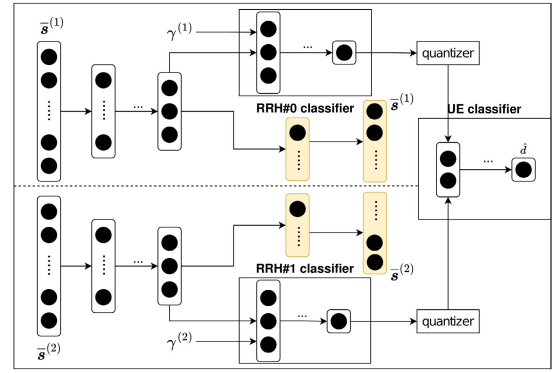 s̅⁽¹⁾
γ⁽¹⁾
...
quantizer
RRH#0 classifier
s̅⁽¹⁾
UE classifier
...
...
d̂
...
RRH#1 classifier
s̅⁽²⁾
...
quantizer
γ⁽²⁾
s̅⁽²⁾